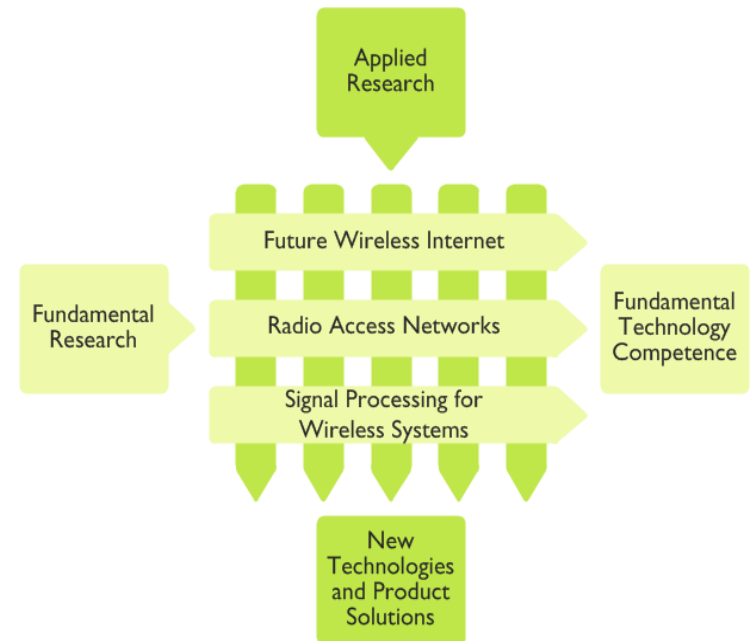 Applied
Research
Future Wireless Internet
Fundamental
Research
Radio Access Networks
Fundamental
Technology
Competence
Signal Processing for
Wireless Systems
New
Technologies
and Product
Solutions